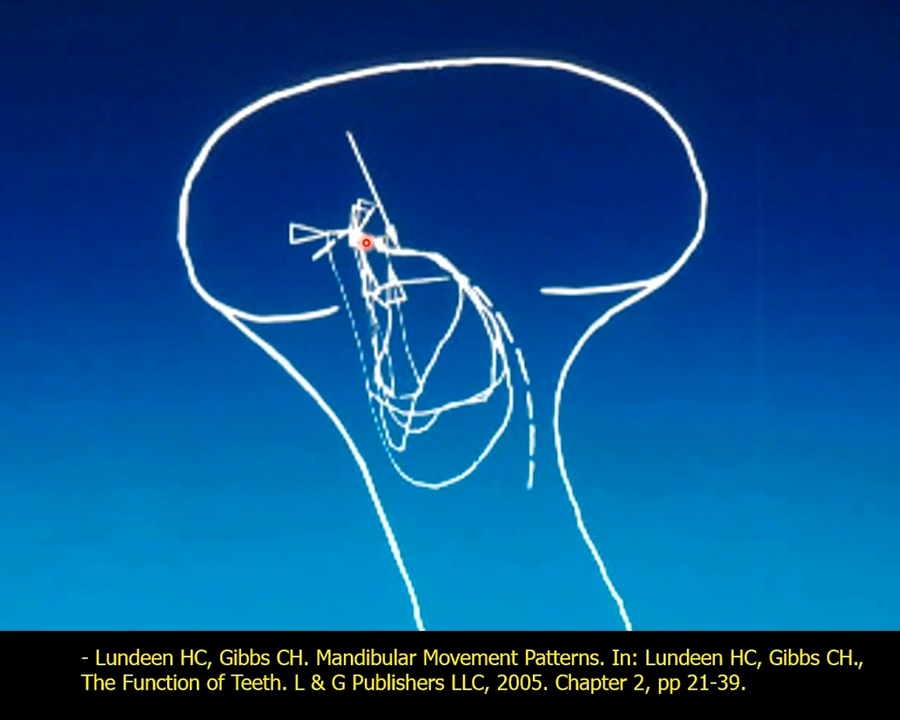 - Lundeen HC, Gibbs CH. Mandibular Movement Patterns. In: Lundeen HC, Gibbs CH.,
The Function of Teeth. L & G Publishers LLC, 2005. Chapter 2, pp 21-39.